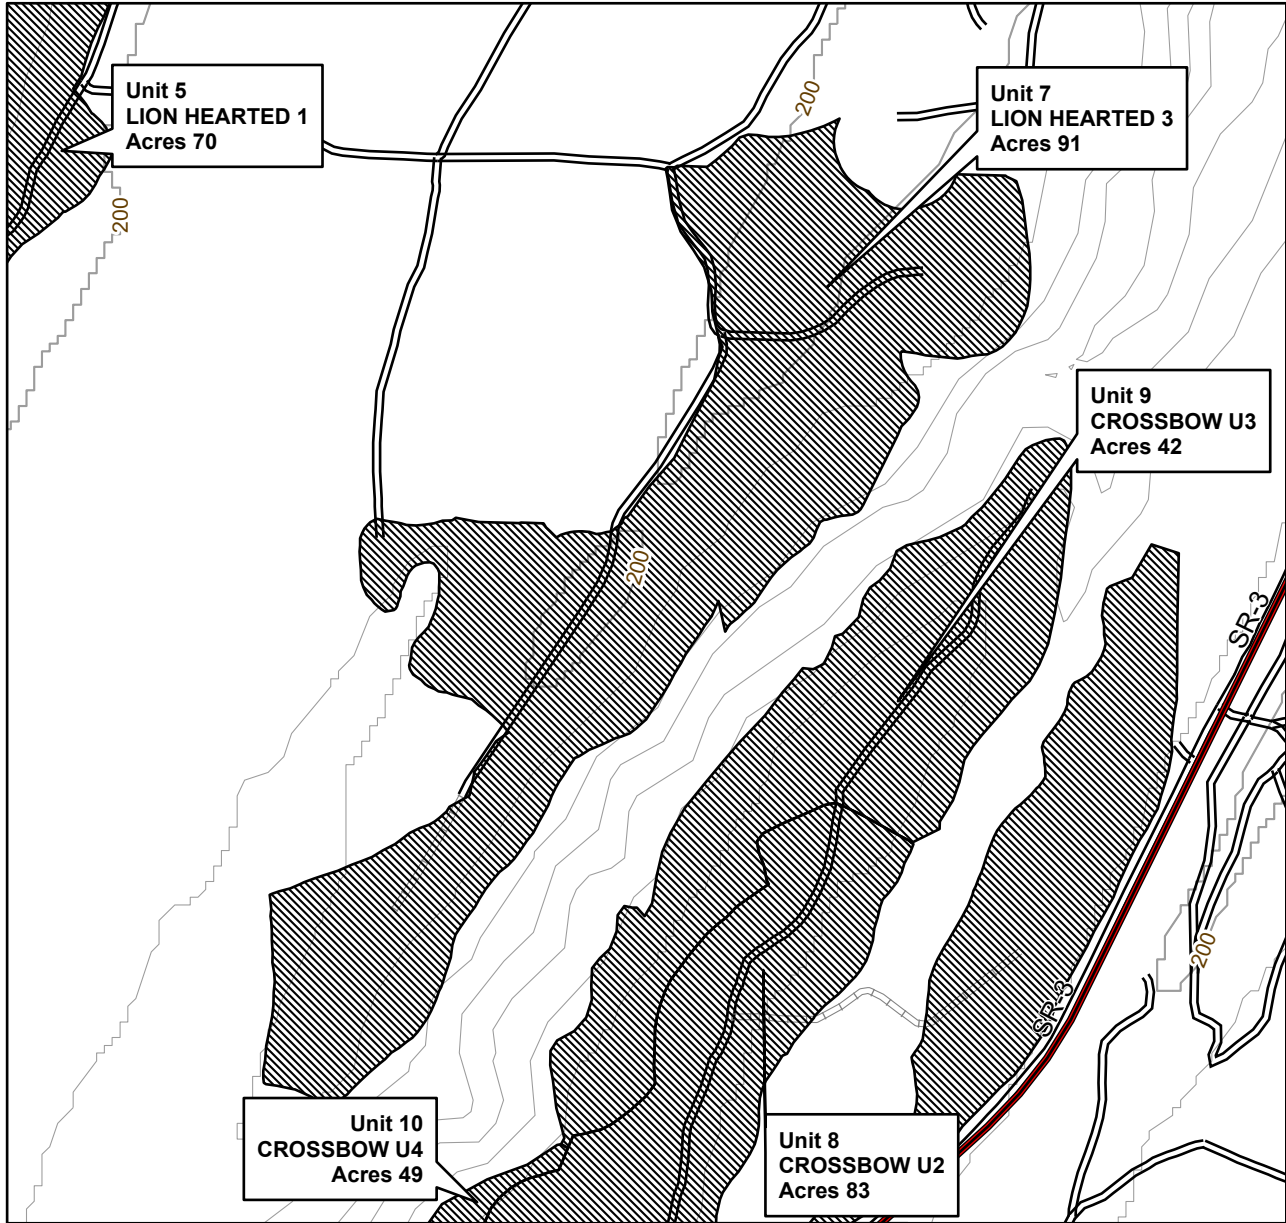 Unit 5
LION HEARTED 1
Acres 70
200
Unit 7
LION HEARTED 3
Acres 91
200
Unit 9
CROSSBOW U3
Acres 42
200
SR-3
200
SR-3
Unit 10
CROSSBOW U4
Acres 49
Unit 8
CROSSBOW U2
Acres 83